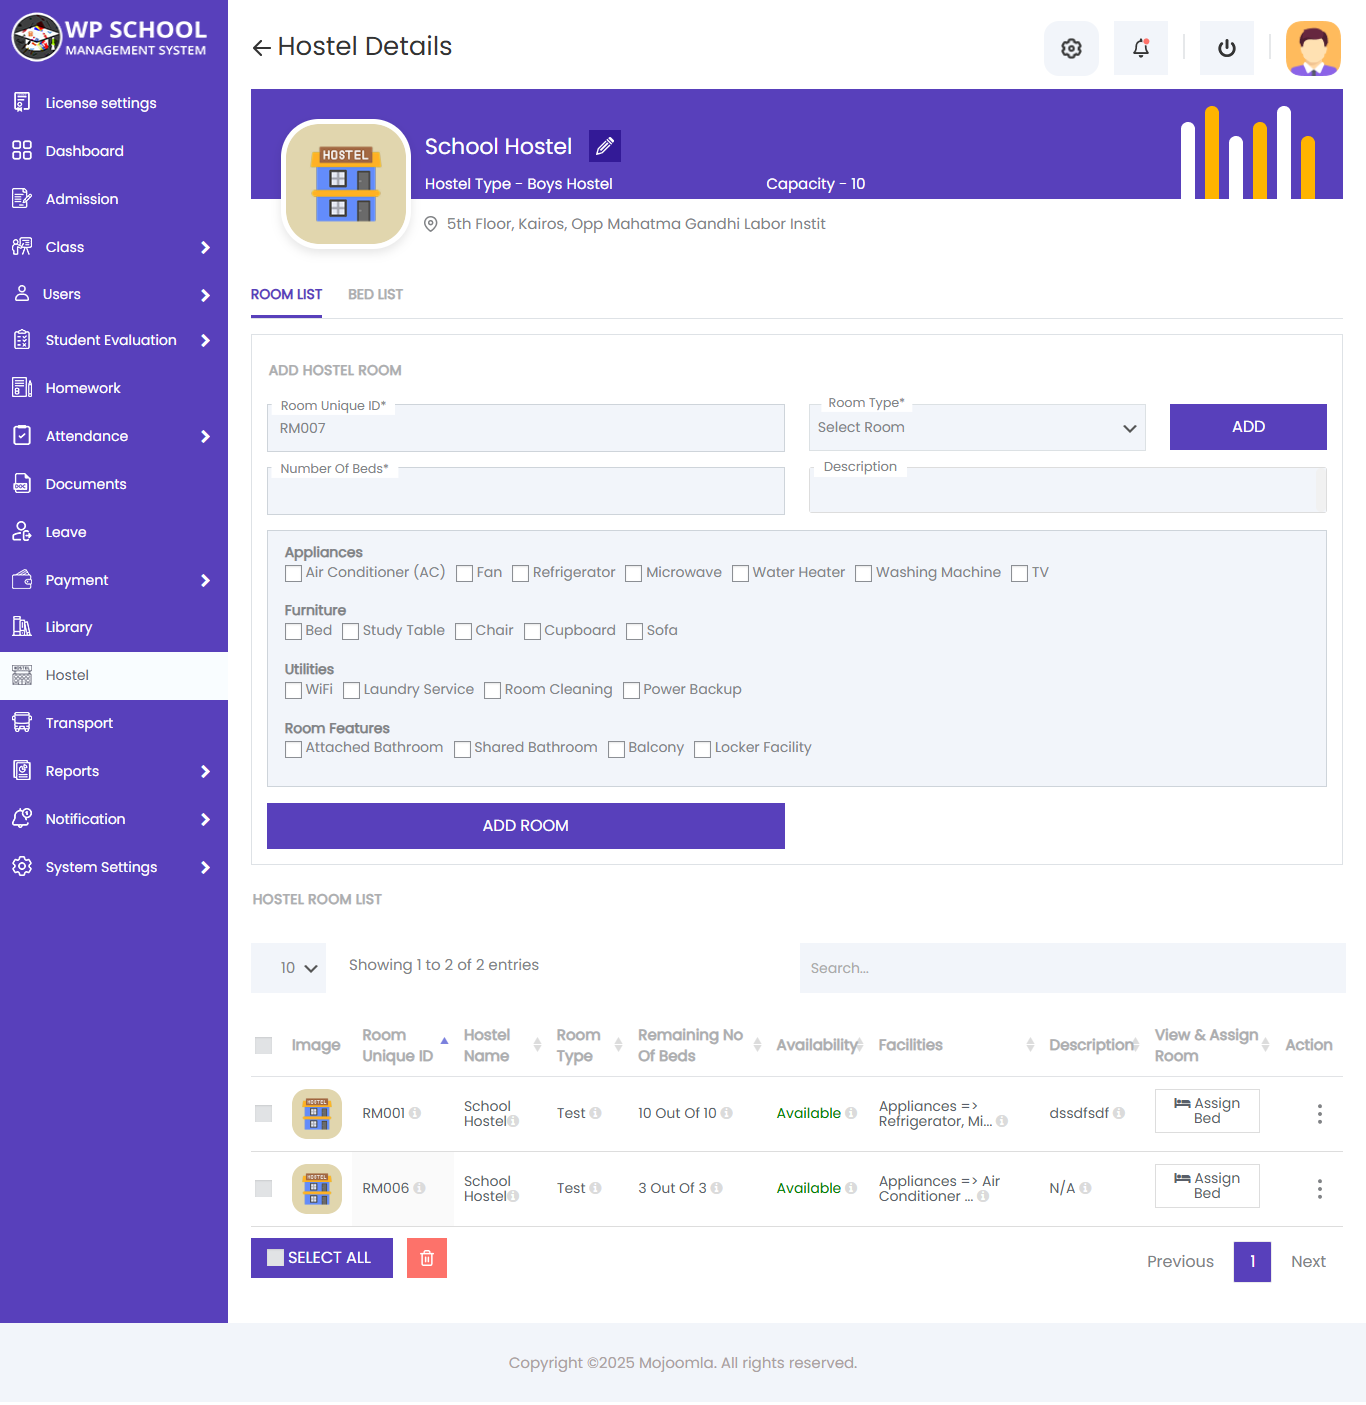 WP SCHOOL
MANAGEMENT SYSTEM
License settings
Dashboard
Admission
Class
Users
Student Evaluation
Homework
Attendance
Documents
Leave
Payment
Library
Hostel
Transport
Reports
Notification
System Settings
Hostel Details
HOSTEL
School Hostel
Hostel Type - Boys Hostel
Capacity - 10
5th Floor, Kairos, Opp Mahatma Gandhi Labor Instit
ROOM LIST
BED LIST
ADD HOSTEL ROOM
Room Unique ID*
RM007
Room Type*
Select Room
ADD
Number Of Beds*
Description
Appliances
Air Conditioner (AC) Fan Refrigerator Microwave Water Heater Washing Machine TV
Furniture
Bed Study Table Chair Cupboard Sofa
Utilities
WiFi Laundry Service Room Cleaning Power Backup
Room Features
Attached Bathroom Shared Bathroom Balcony Locker Facility
ADD ROOM
HOSTEL ROOM LIST
10
Showing 1 to 2 of 2 entries
Search...
Image
Room
Unique ID
Hostel
Name
Room
Type
Remaining No
Of Beds
Availability
Facilities
Description
View & Assign
Room
Action
HOSTEL
RM001
School
Hostel
Test
10 Out Of 10
Available
Appliances =>
Refrigerator, Mi...
dssdfsdf
Assign
Bed
HOSTEL
RM006
School
Hostel
Test
3 Out Of 3
Available
Appliances => Air
Conditioner ...
N/A
Assign
Bed
SELECT ALL
Previous
1
Next
Copyright ©2025 Mojoomla. All rights reserved.